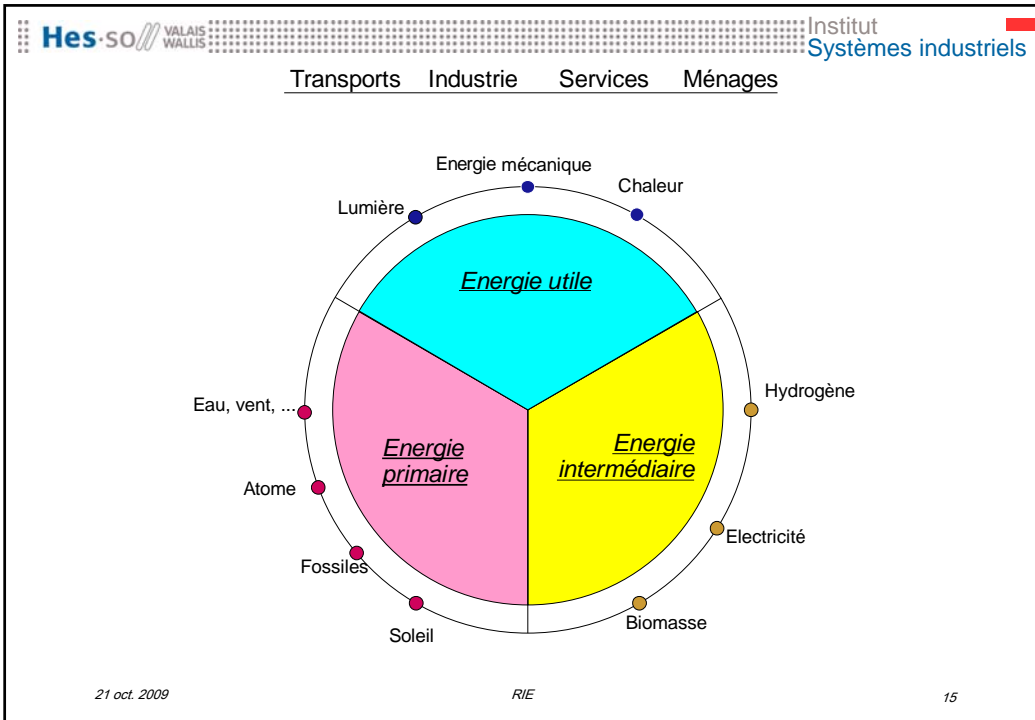 Hes·so// VALAIS
WALLIS
Institut
Systèmes industriels
Transports Industrie Services Ménages
Energie mécanique
Chaleur
Lumière
Energie utile
Eau, vent, ...
Hydrogène
Energie
primaire
Energie
intermédiaire
Atome
Electricité
Fossiles
Biomasse
Soleil
21 oct. 2009 RIE 15